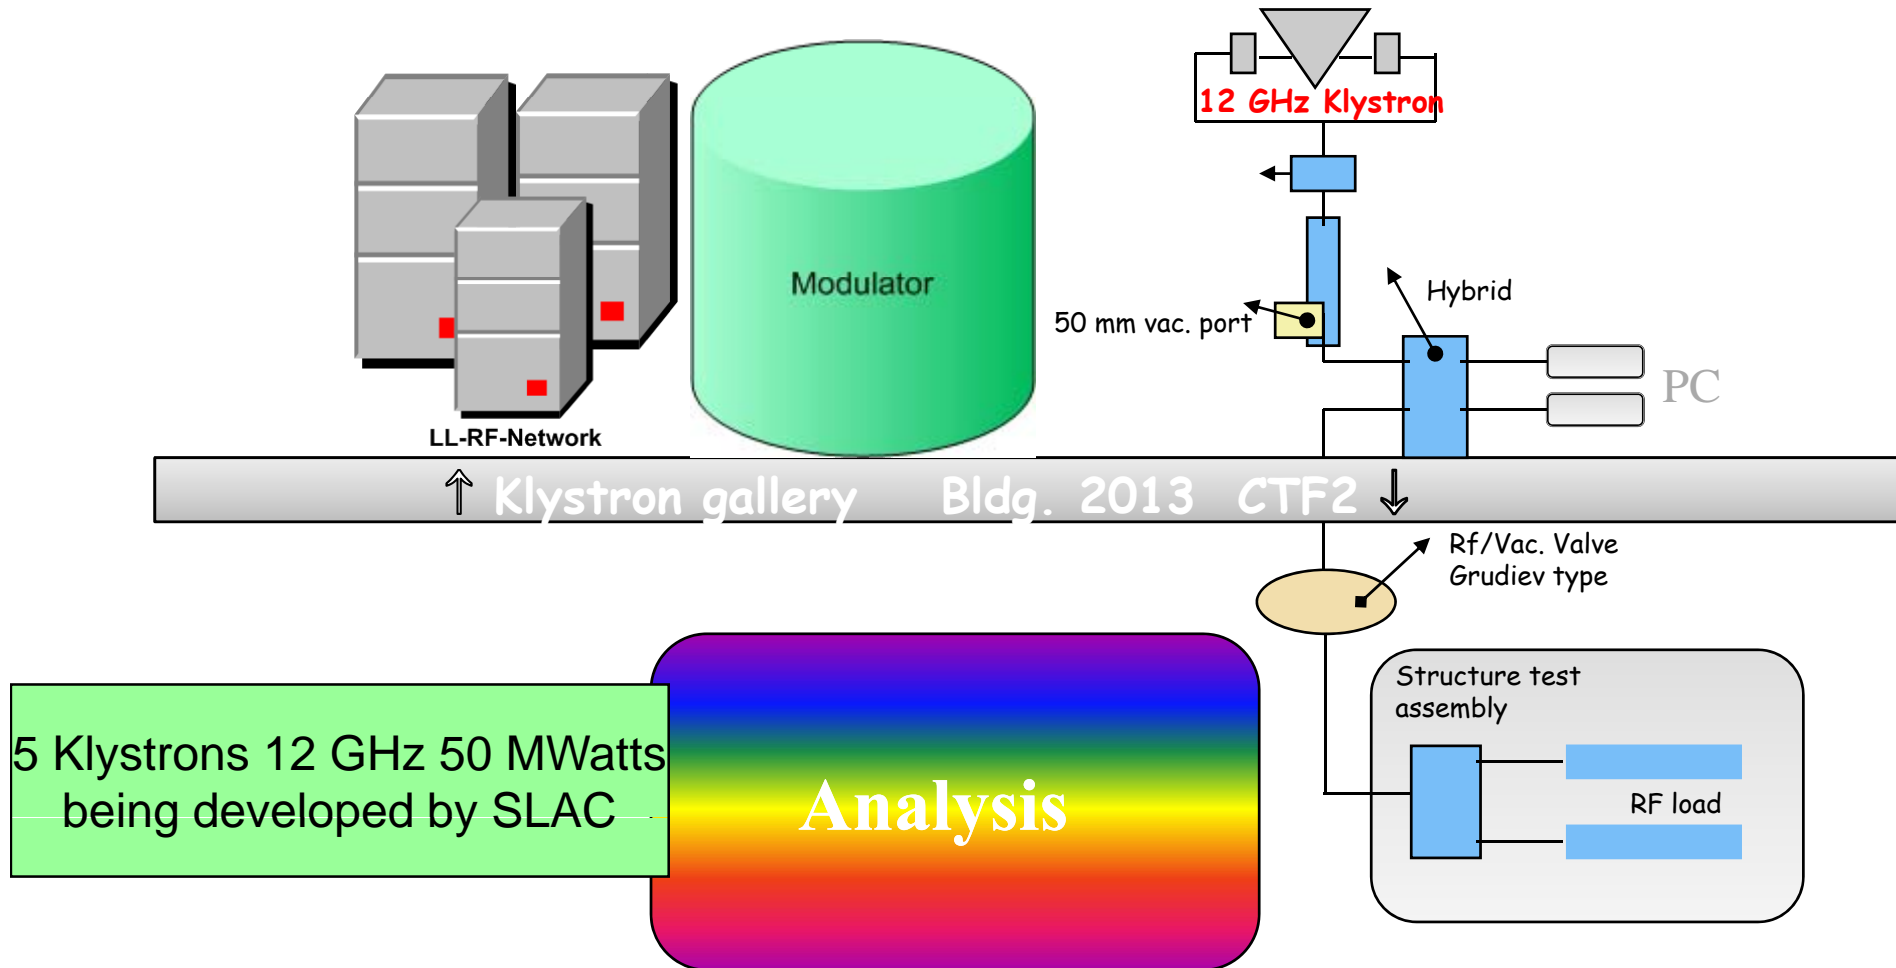 12 GHz Klystron
Modulator
Hybrid
50 mm vac. port
PC
LL-RF-Network
↑ Klystron gallery Bldg. 2013 CTF2 ↓
Rf/Vac. Valve
Grudiev type
Structure test
assembly
RF load
5 Klystrons 12 GHz 50 MWatts
being developed by SLAC
Analysis